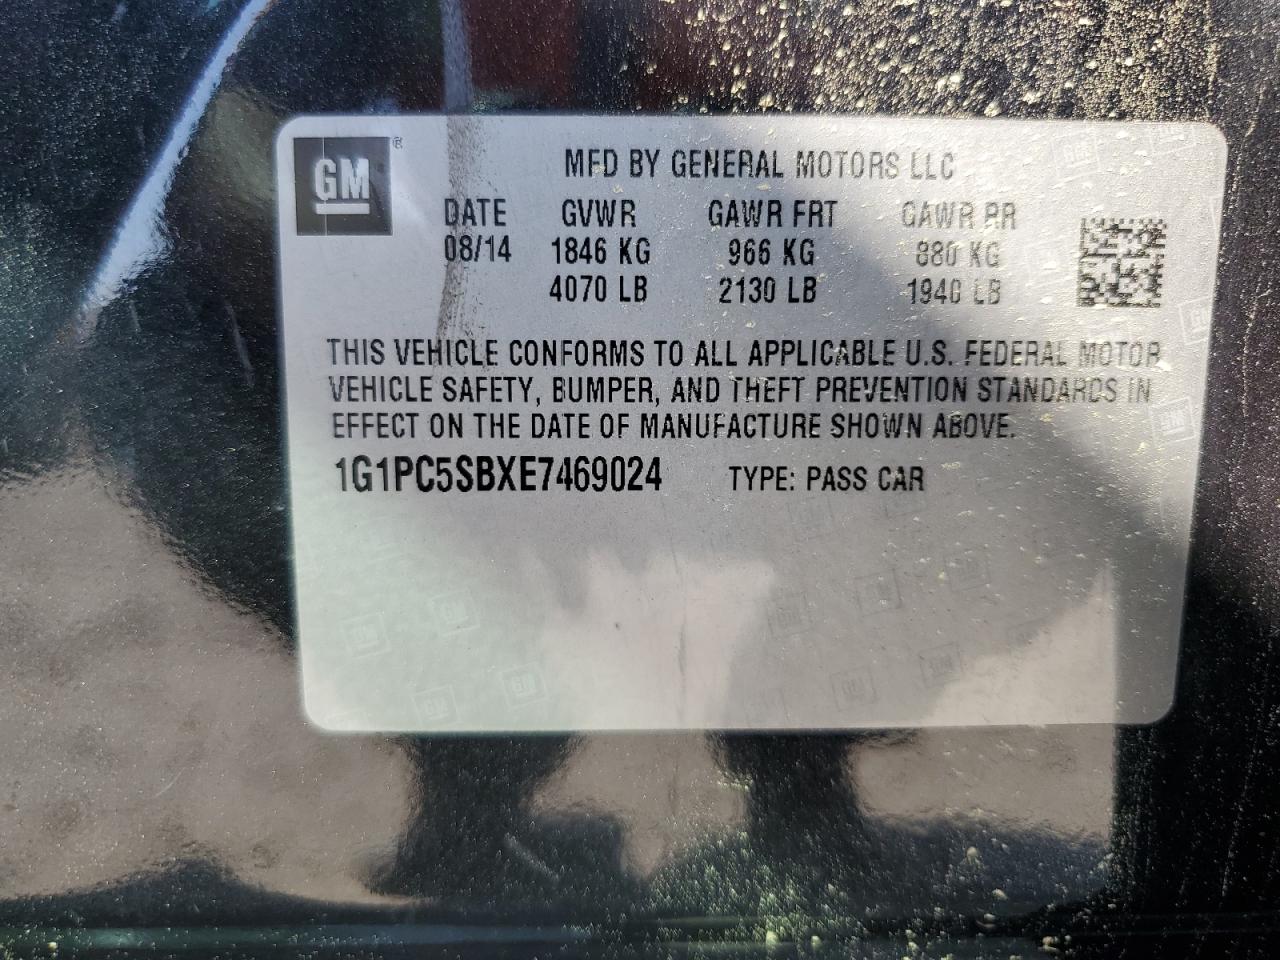 GM®
MFD BY GENERAL MOTORS LLC
DATE GVWR GAWR FRT GAWR RR
08/14 1846 KG 966 KG 880 KG
4070 LB 2130 LB 1940 LB
THIS VEHICLE CONFORMS TO ALL APPLICABLE U.S. FEDERAL MOTOR
VEHICLE SAFETY, BUMPER, AND THEFT PREVENTION STANDARDS IN
EFFECT ON THE DATE OF MANUFACTURE SHOWN ABOVE.
1G1PC5SBXE7469024 TYPE: PASS CAR